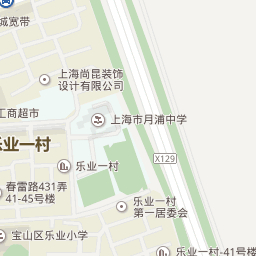 城宽带
上海尚昆装饰
设计有限公司
工商超市
上海市月浦中学
乐业一村
乐业一村
X129
春雷路431弄
41-45号楼
乐业一村
第一居委会
宝山区乐业小学
乐业一村-41号楼